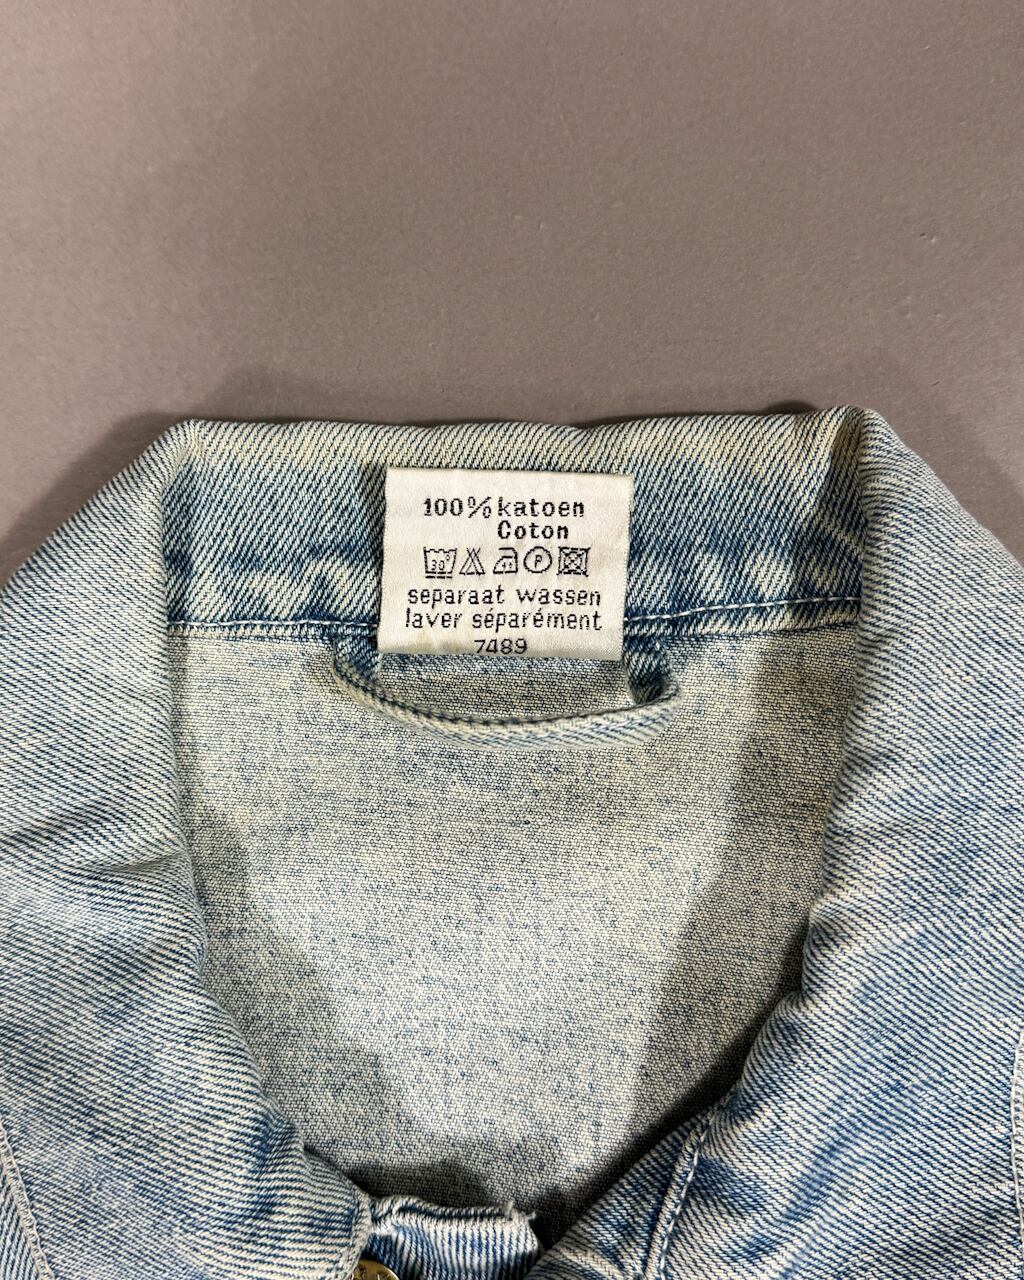 100% katoen
Coton
P
separaat wassen
laver séparément
7489